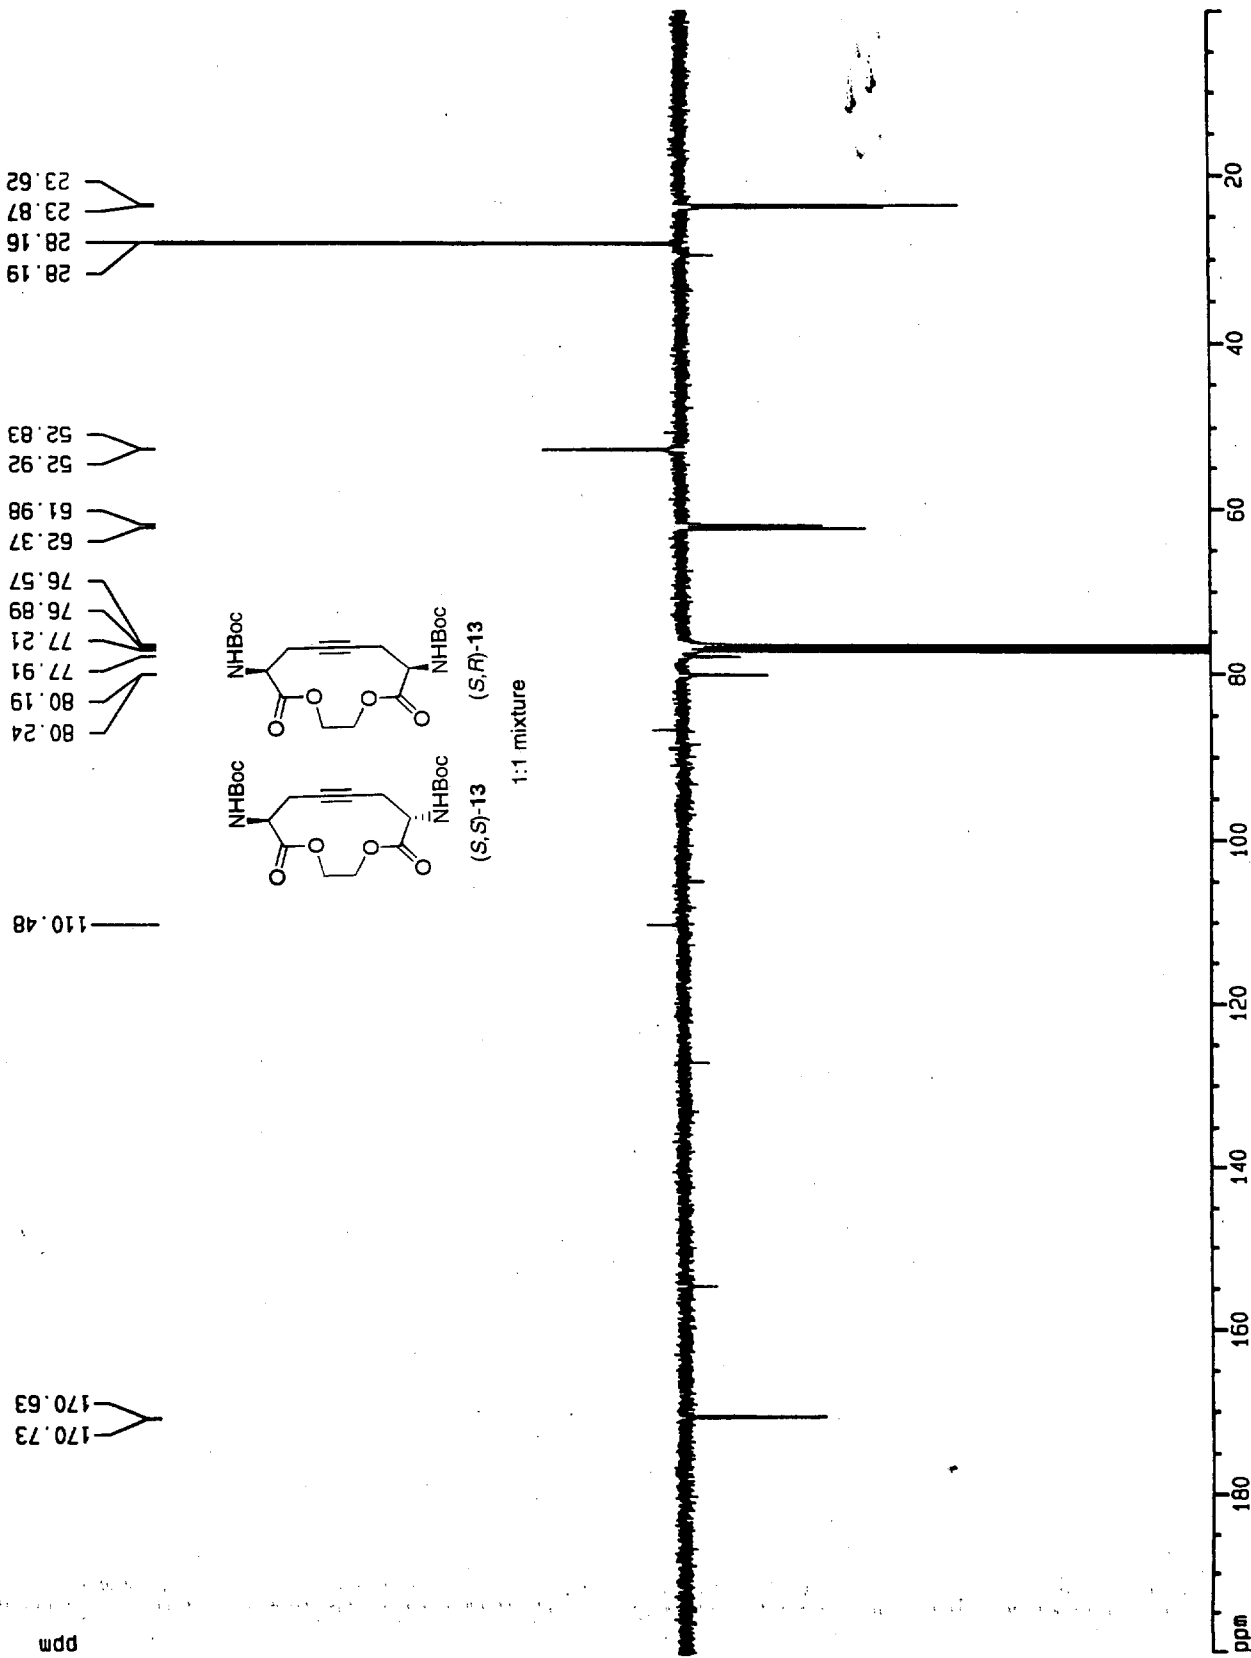 ppm
170.73
170.63
110.48
80.24
80.19
77.91
77.21
76.89
76.57
62.37
61.98
52.92
52.83
28.19
28.16
23.87
23.62
NHBoc
O
O
O
O
NHBoc
(S,S)-13
NHBoc
O
O
O
O
NHBoc
(S,R)-13
1:1 mixture
ppm 180 160 140 120 100 80 60 40 20